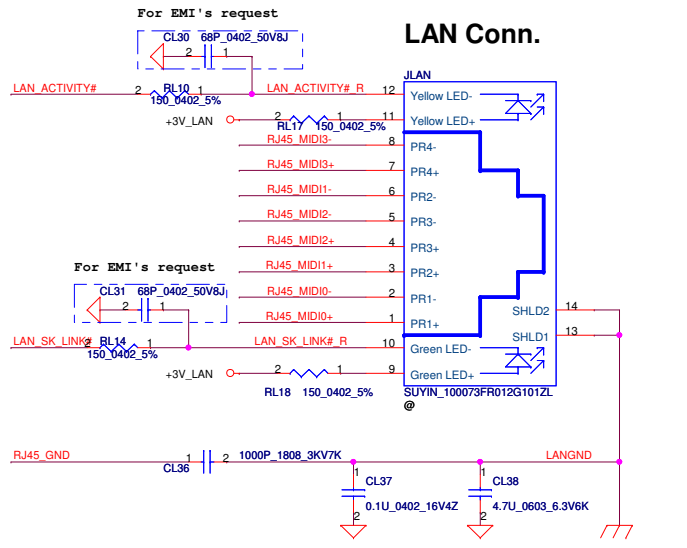 For EMI's request
LAN Conn.
CL30 68P_0402_50V8J
2 1
JLAN
LAN_ACTIVITY# 2 RL10 1 LAN_ACTIVITY#_R 12 Yellow LED-
150_0402_5%
+3V_LAN 2 1 11 Yellow LED+
RL17 150_0402_5%
RJ45_MIDI3- 8 PR4-
RJ45_MIDI3+ 7 PR4+
RJ45_MIDI1- 6 PR2-
RJ45_MIDI2- 5 PR3-
RJ45_MIDI2+ 4 PR3+
For EMI's request
RJ45_MIDI1+ 3 PR2+
CL31 68P_0402_50V8J
2 1
RJ45_MIDI0- 2 PR1-
SHLD2 14
RJ45_MIDI0+ 1 PR1+
SHLD1 13
LAN_SK_LINK# 2 RL14 1 LAN_SK_LINK#_R 10 Green LED-
150_0402_5%
+3V_LAN 2 1 9 Green LED+
RL18 150_0402_5%
SUYIN_100073FR012G101ZL
@
RJ45_GND 1 2 1000P_1808_3KV7K LANGND
CL36
1 CL37 1 CL38
0.1U_0402_16V4Z 4.7U_0603_6.3V6K
2 2